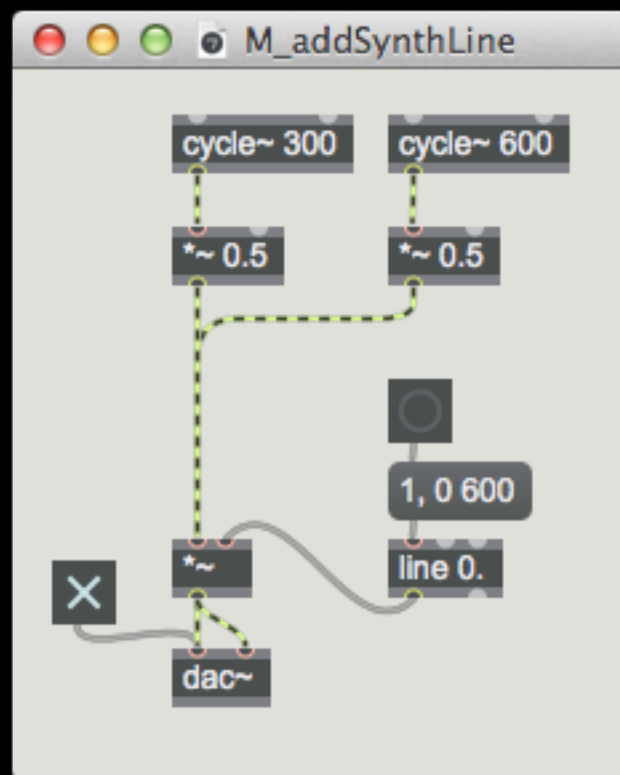 M_addSynthLine
cycle~ 300
cycle~ 600
*~ 0.5
*~ 0.5
1, 0 600
*~
line 0.
dac~